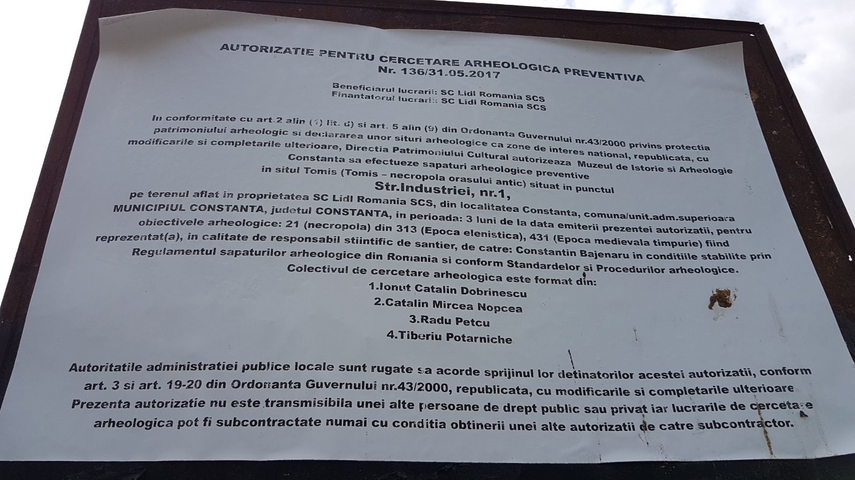 AUTORIZATIE PENTRU CERCETARE ARHEOLOGICA PREVENTIVA
Nr. 136/31.05.2017
Beneficiarul lucrarii: SC Lidl Romania SCS
Finantatorul lucrarii: SC Lidl Romania SCS
In conformitate cu art.2 alin (1) lit. d) si art. 5 alin (9) din Ordonanta Guvernului nr.43/2000 privins protectia
patrimoniului arheologic si declararea unor situri arheologice ca zone de interes national, republicata, cu
modificarile si completarile ulterioare, Directia Patrimoniului Cultural autorizeaza Muzeul de Istorie si Arheologie
Constanta sa efectueze sapaturi arheologice preventive
in situl Tomis (Tomis – necropola orasului antic) situat in punctul
Str.Industriei, nr.1,
pe terenul aflat in proprietatea SC Lidl Romania SCS, din localitatea Constanta, comuna/unit.adm.superioara
MUNICIPIUL CONSTANTA, judetul CONSTANTA, in perioada: 3 luni de la data emiterii prezentei autorizatii, pentru
obiectivele arheologice: 21 (necropola) din 313 (Epoca elenistica), 431 (Epoca medievala timpurie) fiind
reprezentat(a), in calitate de responsabil stiintific de santier, de catre: Constantin Bajenaru in conditiile stabilite prin
Regulamentul sapaturilor arheologice din Romania si conform Standardelor si Procedurilor arheologice.
Colectivul de cercetare arheologica este format din:
1.Ionut Catalin Dobrinescu
2.Catalin Mircea Nopcea
3.Radu Petcu
4.Tiberiu Potarniche
Autoritatile administratiei publice locale sunt rugate sa acorde sprijinul lor detinatorilor acestei autorizatii, conform
art. 3 si art. 19-20 din Ordonanta Guvernului nr.43/2000, republicata, cu modificarile si completarile ulterioare
Prezenta autorizatie nu este transmisibila unei alte persoane de drept public sau privat iar lucrarile de cercetare
arheologica pot fi subcontractate numai cu conditia obtinerii unei alte autorizatii de catre subcontractor.